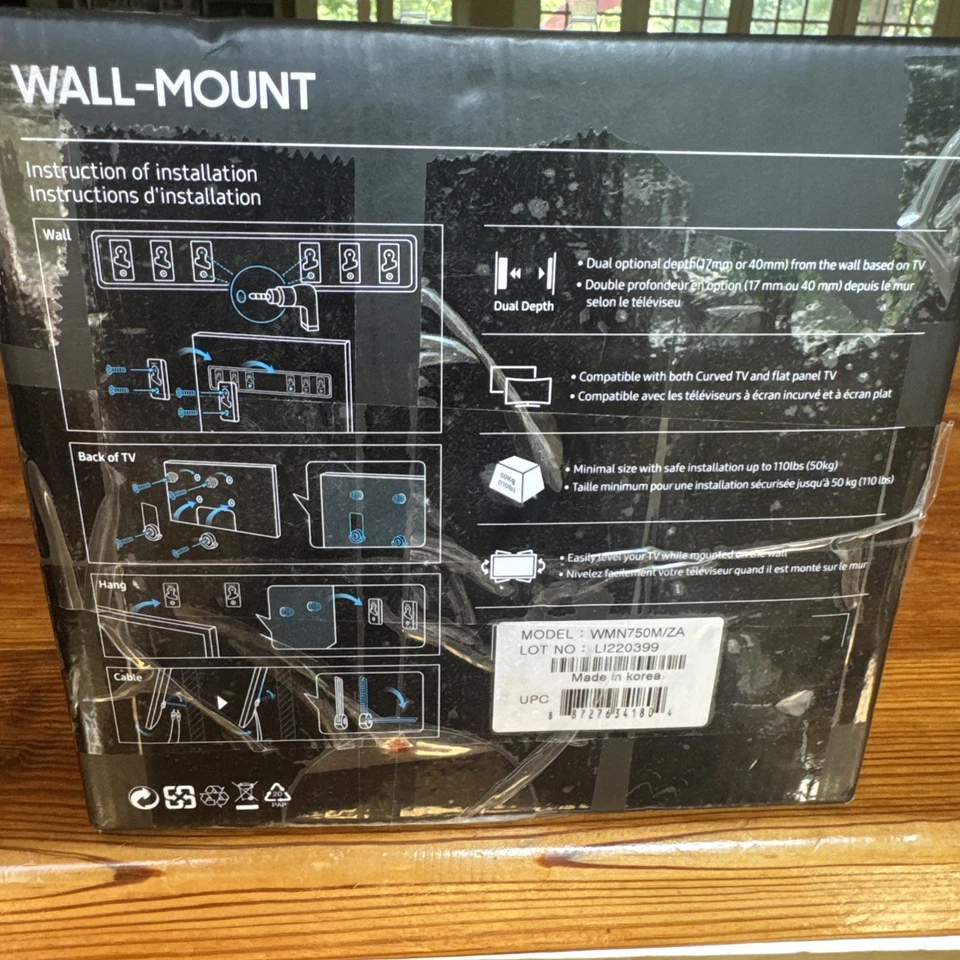 WALL-MOUNT
Instruction of installation
Instructions d'installation
Wall
Back of TV
Hang
Cable
Dual Depth
• Dual optional depth(17mm or 40mm) from the wall based on TV
• Double profondeur en option (17 mm ou 40 mm) depuis le mur
selon le téléviseu
• Compatible with both Curved TV and flat panel TV
• Compatible avec les téléviseurs à écran incurvé et à écran plat
50Kg
(110lb)
• Minimal size with safe installation up to 110lbs (50kg)
• Taille minimum pour une installation sécurisée jusqu'à 50 kg (110 lbs)
• Easily level your TV while mounted on the wall
• Nivelez facilement votre téléviseur quand il est monté sur le mur
MODEL : WMN750M/ZA
LOT NO : LI220399
Made in korea
UPC
8 87276 34180 4
20
PAP